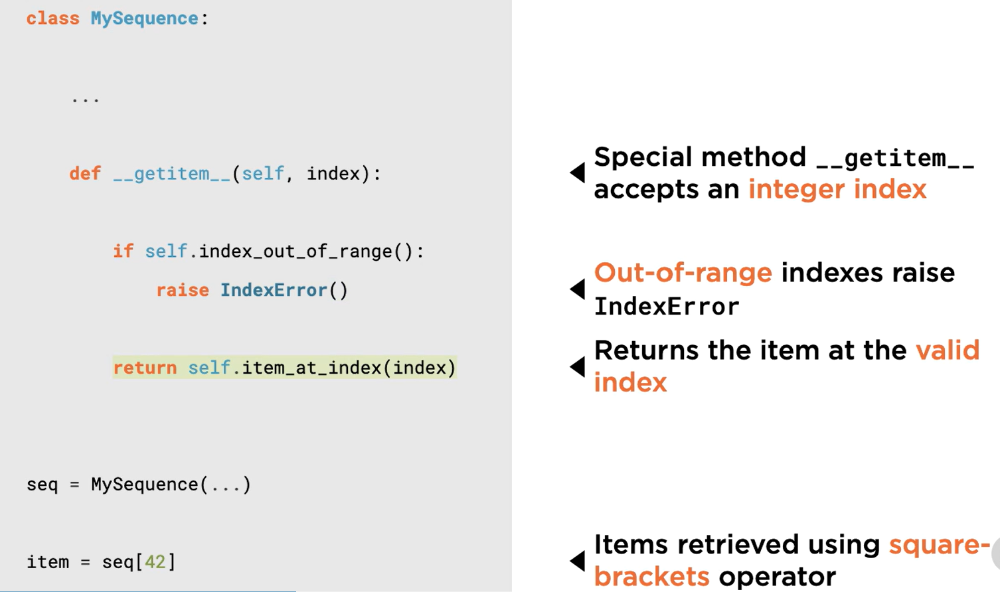 class MySequence:
...
def __getitem__(self, index):
if self.index_out_of_range():
raise IndexError()
return self.item_at_index(index)
seq = MySequence(...)
item = seq[42]
Special method __getitem__
accepts an integer index
Out-of-range indexes raise
IndexError
Returns the item at the valid
index
Items retrieved using square-
brackets operator